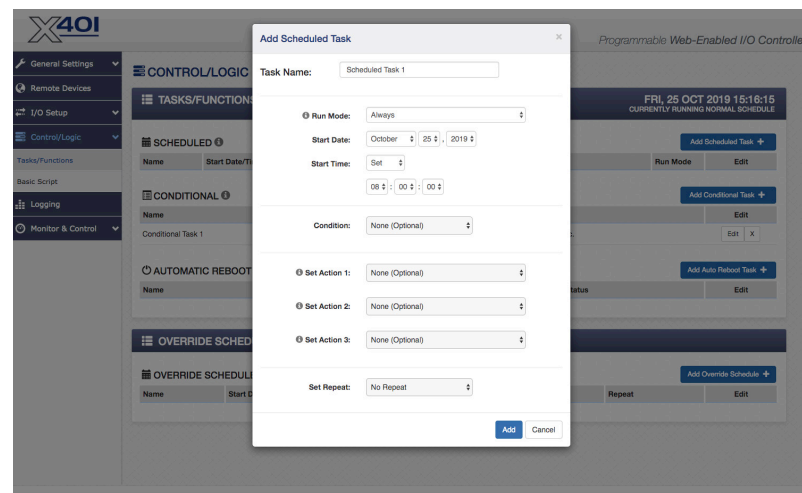 X401
Programmable Web-Enabled I/O Controlle
General Settings
Remote Devices
I/O Setup
Control/Logic
Tasks/Functions
Basic Script
Logging
Monitor & Control
CONTROL/LOGIC
TASKS/FUNCTIONS
FRI, 25 OCT 2019 15:16:15
CURRENTLY RUNNING NORMAL SCHEDULE
SCHEDULED
Add Scheduled Task +
Name Start Date/Ti Run Mode Edit
CONDITIONAL
Add Conditional Task +
Name Edit
Conditional Task 1 Edit X
AUTOMATIC REBOOT
Add Auto Reboot Task +
Name tatus Edit
OVERRIDE SCHED
OVERRIDE SCHEDUL
Add Override Schedule +
Name Start D Repeat Edit
Add Scheduled Task ×
Task Name: Scheduled Task 1
Run Mode: Always
Start Date: October 25 , 2019
Start Time: Set
08 : 00 : 00
Condition: None (Optional)
Set Action 1: None (Optional)
Set Action 2: None (Optional)
Set Action 3: None (Optional)
Set Repeat: No Repeat
Add Cancel